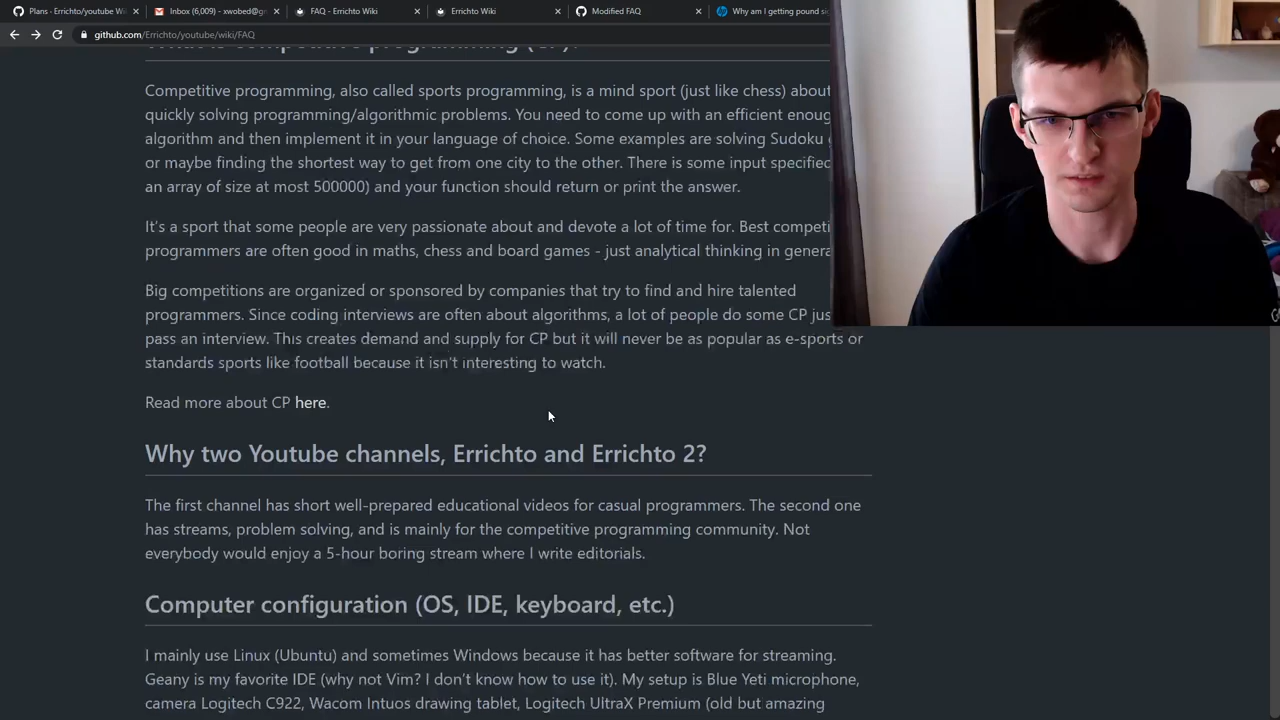 Plans · Errichto/youtube Wi
Inbox (6,009) - xwobed@g
FAQ - Errichto Wiki
Errichto Wiki
Modified FAQ
Why am I getting pound si
github.com/Errichto/youtube/wiki/FAQ
Competitive programming, also called sports programming, is a mind sport (just like chess) about
quickly solving programming/algorithmic problems. You need to come up with an efficient enoug
algorithm and then implement it in your language of choice. Some examples are solving Sudoku
or maybe finding the shortest way to get from one city to the other. There is some input specified
an array of size at most 500000) and your function should return or print the answer.
It's a sport that some people are very passionate about and devote a lot of time for. Best competi
programmers are often good in maths, chess and board games - just analytical thinking in genera
Big competitions are organized or sponsored by companies that try to find and hire talented
programmers. Since coding interviews are often about algorithms, a lot of people do some CP jus
pass an interview. This creates demand and supply for CP but it will never be as popular as e-sports or
standards sports like football because it isn't interesting to watch.
Read more about CP here.
Why two Youtube channels, Errichto and Errichto 2?
The first channel has short well-prepared educational videos for casual programmers. The second one
has streams, problem solving, and is mainly for the competitive programming community. Not
everybody would enjoy a 5-hour boring stream where I write editorials.
Computer configuration (OS, IDE, keyboard, etc.)
I mainly use Linux (Ubuntu) and sometimes Windows because it has better software for streaming.
Geany is my favorite IDE (why not Vim? I don't know how to use it). My setup is Blue Yeti microphone,
camera Logitech C922, Wacom Intuos drawing tablet, Logitech UltraX Premium (old but amazing